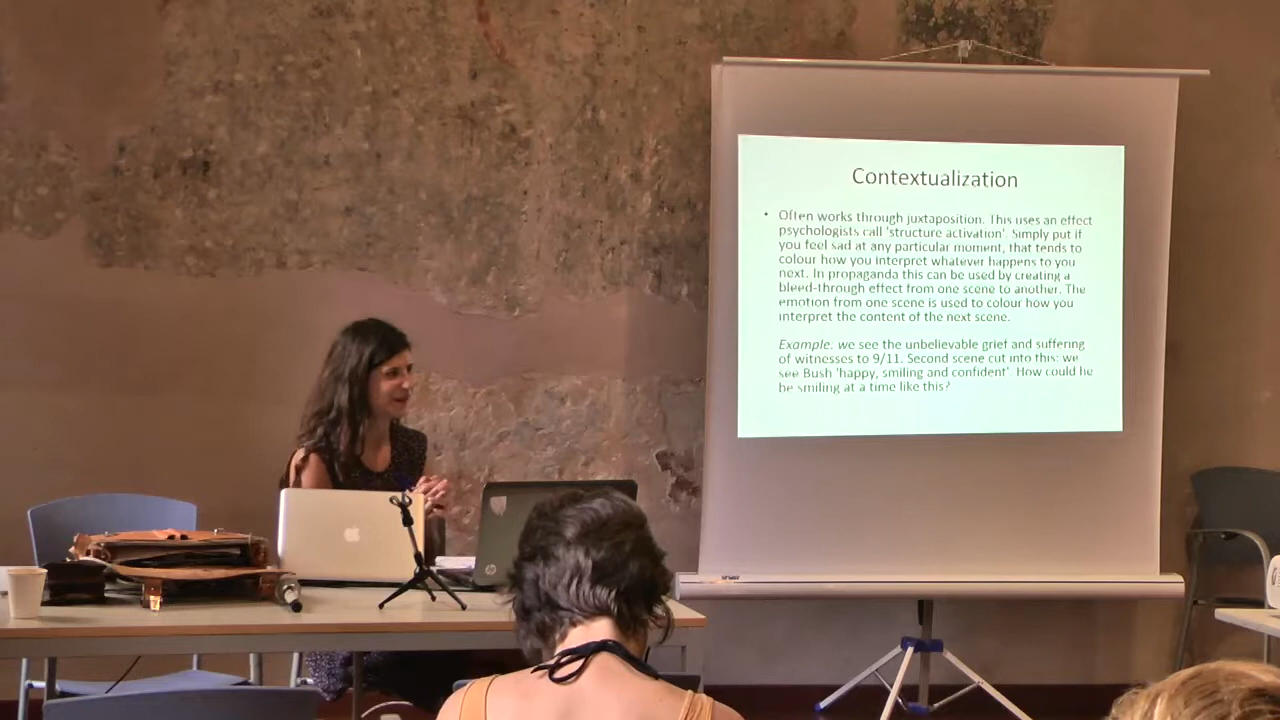 Contextualization
• Often works through juxtaposition. This uses an effect
psychologists call 'structure activation'. Simply put if
you feel sad at any particular moment, that tends to
colour how you interpret whatever happens to you
next. In propaganda this can be used by creating a
bleed-through effect from one scene to another. The
emotion from one scene is used to colour how you
interpret the content of the next scene.
Example: we see the unbelievable grief and suffering
of witnesses to 9/11. Second scene cut into this: we
see Bush 'happy, smiling and confident'. How could he
be smiling at a time like this?
hp